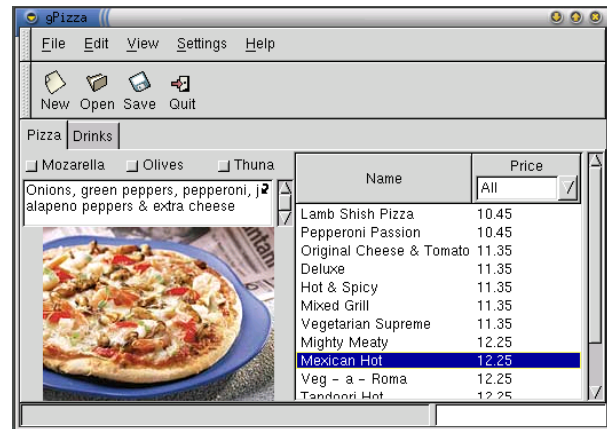 gPizza
File Edit View Settings Help
New Open Save Quit
Pizza Drinks
Mozarella Olives Thuna
Onions, green peppers, pepperoni, j
alapeno peppers & extra cheese
Name Price
All
Lamb Shish Pizza 10.45
Pepperoni Passion 10.45
Original Cheese & Tomato 11.35
Deluxe 11.35
Hot & Spicy 11.35
Mixed Grill 11.35
Vegetarian Supreme 11.35
Mighty Meaty 12.25
Mexican Hot 12.25
Veg - a - Roma 12.25
Tandoori Hot 12.25